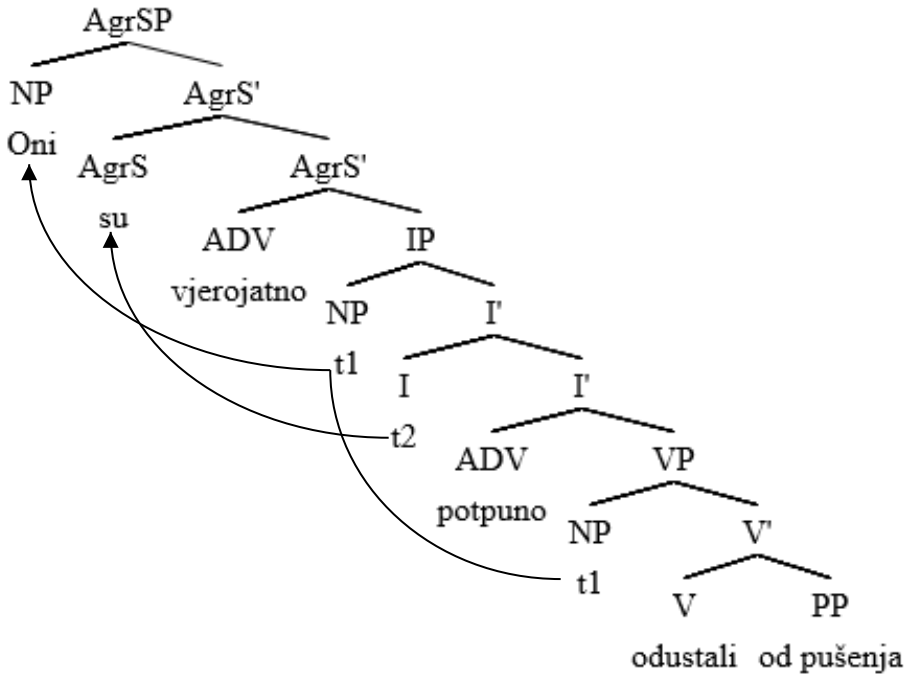 AgrSP
NP AgrS'
Oni
AgrS AgrS'
su
ADV IP
vjerojatno
NP I'
t1
I I'
t2
ADV VP
potpuno
NP V'
t1
V PP
odustali od pušenja